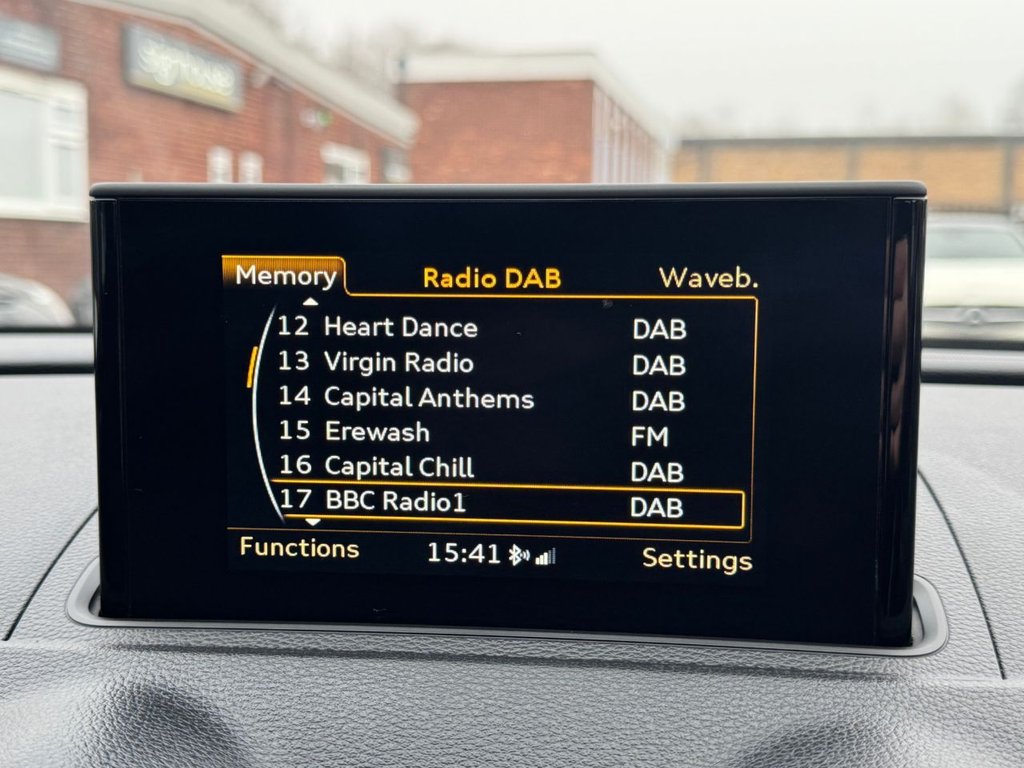 Memory Radio DAB Waveb.
12 Heart Dance DAB
13 Virgin Radio DAB
14 Capital Anthems DAB
15 Erewash FM
16 Capital Chill DAB
17 BBC Radio1 DAB
Functions 15:41 Settings